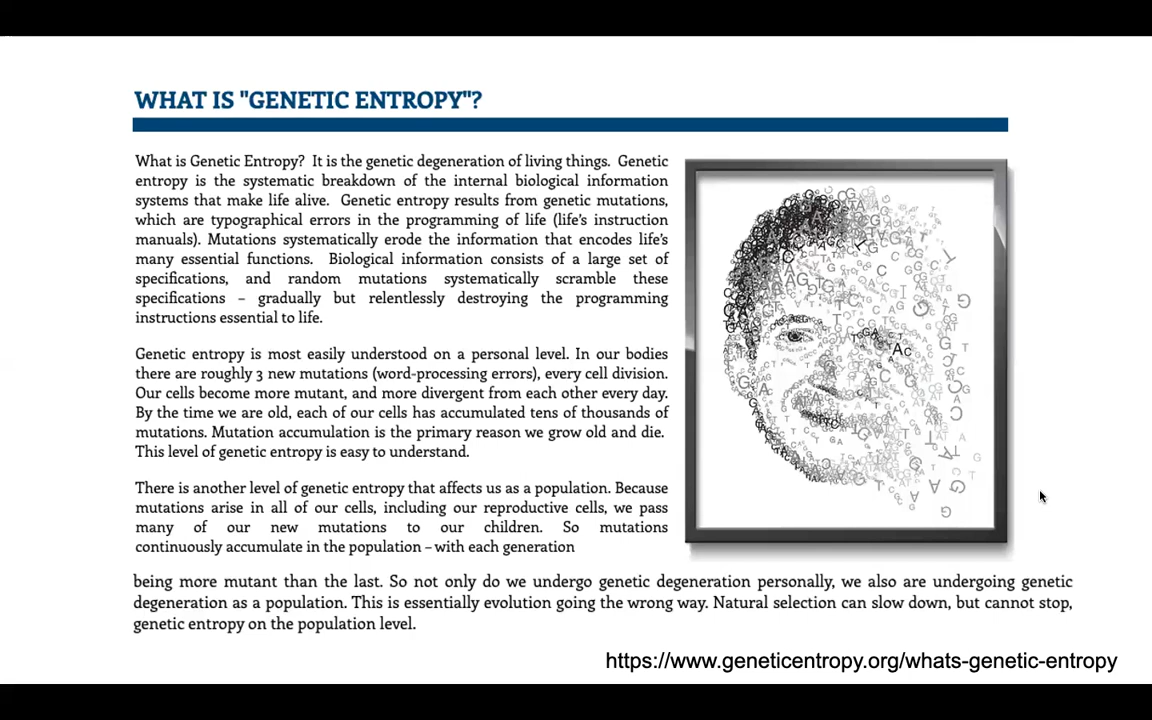 WHAT IS "GENETIC ENTROPY"?
What is Genetic Entropy? It is the genetic degeneration of living things. Genetic
entropy is the systematic breakdown of the internal biological information
systems that make life alive. Genetic entropy results from genetic mutations,
which are typographical errors in the programming of life (life's instruction
manuals). Mutations systematically erode the information that encodes life's
many essential functions. Biological information consists of a large set of
specifications, and random mutations systematically scramble these
specifications – gradually but relentlessly destroying the programming
instructions essential to life.
Genetic entropy is most easily understood on a personal level. In our bodies
there are roughly 3 new mutations (word-processing errors), every cell division.
Our cells become more mutant, and more divergent from each other every day.
By the time we are old, each of our cells has accumulated tens of thousands of
mutations. Mutation accumulation is the primary reason we grow old and die.
This level of genetic entropy is easy to understand.
There is another level of genetic entropy that affects us as a population. Because
mutations arise in all of our cells, including our reproductive cells, we pass
many of our new mutations to our children. So mutations
continuously accumulate in the population – with each generation
being more mutant than the last. So not only do we undergo genetic degeneration personally, we also are undergoing genetic
degeneration as a population. This is essentially evolution going the wrong way. Natural selection can slow down, but cannot stop,
genetic entropy on the population level.
https://www.geneticentropy.org/whats-genetic-entropy